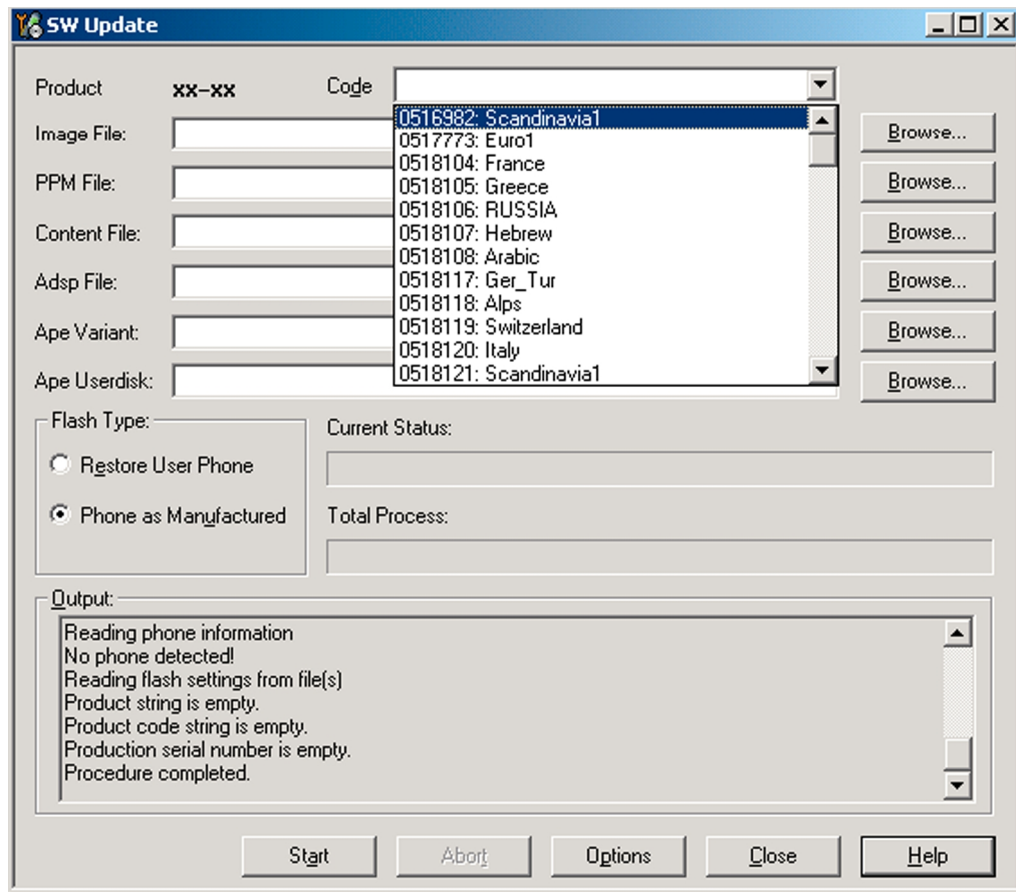 SW Update
Product xx-xx Code
0516982: Scandinavia1
0517773: Euro1
0518104: France
0518105: Greece
0518106: RUSSIA
0518107: Hebrew
0518108: Arabic
0518117: Ger_Tur
0518118: Alps
0518119: Switzerland
0518120: Italy
0518121: Scandinavia1
Image File: Browse...
PPM File: Browse...
Content File: Browse...
Adsp File: Browse...
Ape Variant: Browse...
Ape Userdisk: Browse...
Flash Type:
Restore User Phone
Phone as Manufactured
Current Status:
Total Process:
Output:
Reading phone information
No phone detected!
Reading flash settings from file(s)
Product string is empty.
Product code string is empty.
Production serial number is empty.
Procedure completed.
Start Abort Options Close Help